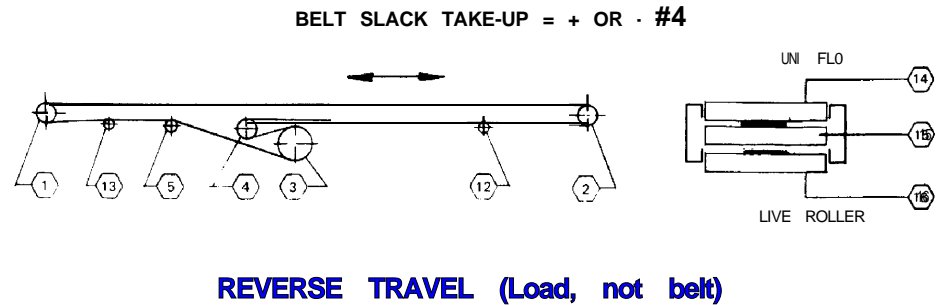 BELT SLACK TAKE-UP = + OR - #4
UNI FLO
14
15
1 13 5 4 3 12 2
16
LIVE ROLLER
REVERSE TRAVEL (Load, not belt)